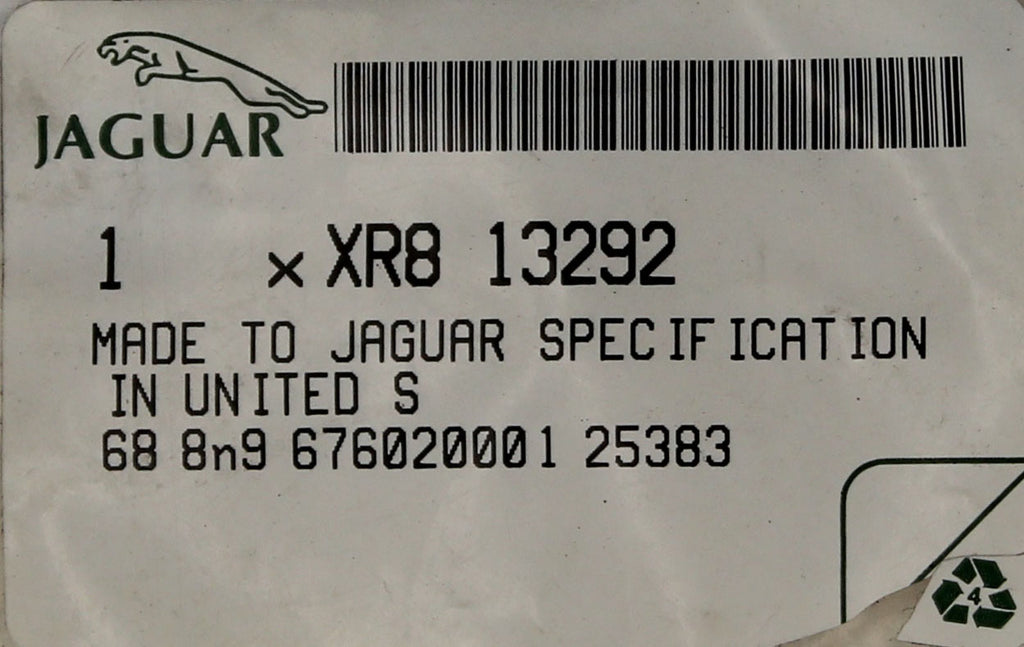 JAGUAR
1 x XR8 13292
MADE TO JAGUAR SPECIFICATION
IN UNITED S
68 8n9 676020001 25383
4